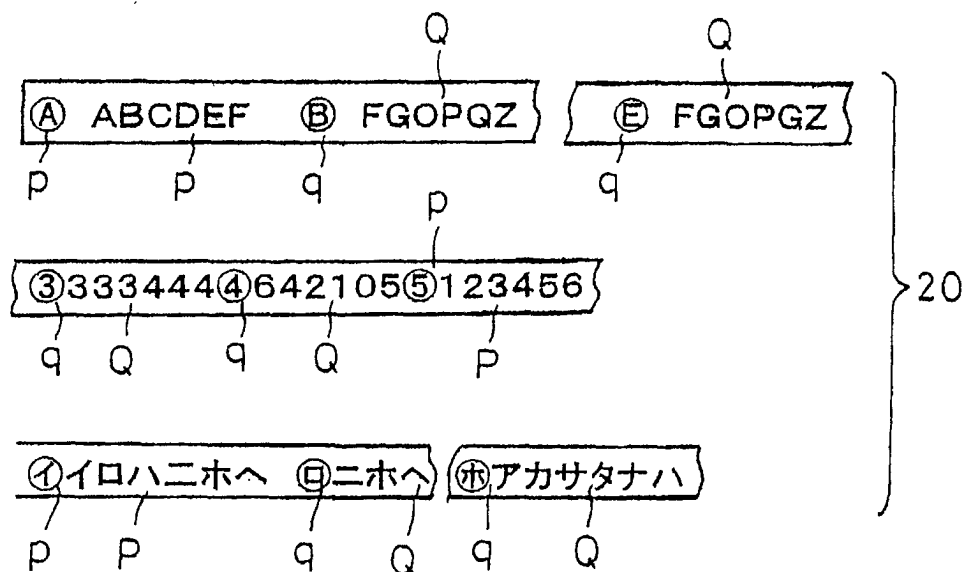 Q Q
Ⓐ ABCDEF Ⓑ FGOPQZ Ⓔ FGOPGZ
p p q q
p
③333444④642105⑤123456 20
q Q q Q P
㋑イロハニホヘ ㋺ニホヘ ㋭アカサタナハ
p P q Q q Q